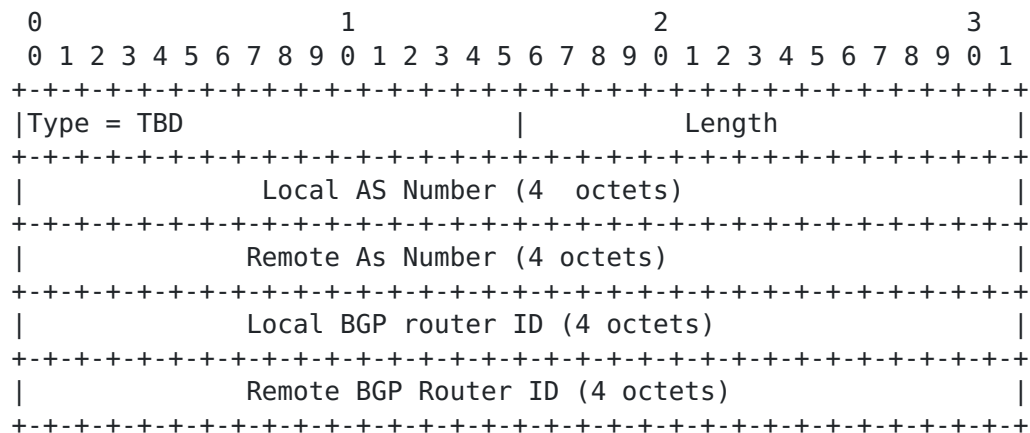 0                   1                   2                   3
 0 1 2 3 4 5 6 7 8 9 0 1 2 3 4 5 6 7 8 9 0 1 2 3 4 5 6 7 8 9 0 1
+-+-+-+-+-+-+-+-+-+-+-+-+-+-+-+-+-+-+-+-+-+-+-+-+-+-+-+-+-+-+-+-+
|Type = TBD                     |          Length               |
+-+-+-+-+-+-+-+-+-+-+-+-+-+-+-+-+-+-+-+-+-+-+-+-+-+-+-+-+-+-+-+-+
|               Local AS Number (4  octets)                     |
+-+-+-+-+-+-+-+-+-+-+-+-+-+-+-+-+-+-+-+-+-+-+-+-+-+-+-+-+-+-+-+-+
|              Remote As Number (4 octets)                      |
+-+-+-+-+-+-+-+-+-+-+-+-+-+-+-+-+-+-+-+-+-+-+-+-+-+-+-+-+-+-+-+-+
|              Local BGP router ID (4 octets)                   |
+-+-+-+-+-+-+-+-+-+-+-+-+-+-+-+-+-+-+-+-+-+-+-+-+-+-+-+-+-+-+-+-+
|              Remote BGP Router ID (4 octets)                  |
+-+-+-+-+-+-+-+-+-+-+-+-+-+-+-+-+-+-+-+-+-+-+-+-+-+-+-+-+-+-+-+-+